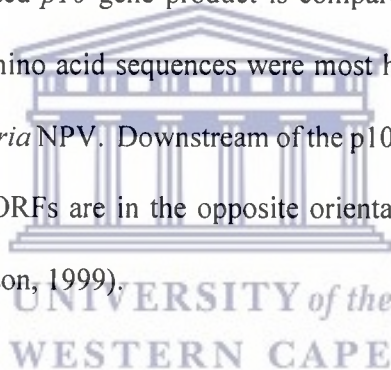 p10 gene product is compar
mino acid sequences were most h
ria NPV. Downstream of the p10
ORFs are in the opposite orienta
on, 1999).
UNIVERSITY of the
WESTERN CAPE